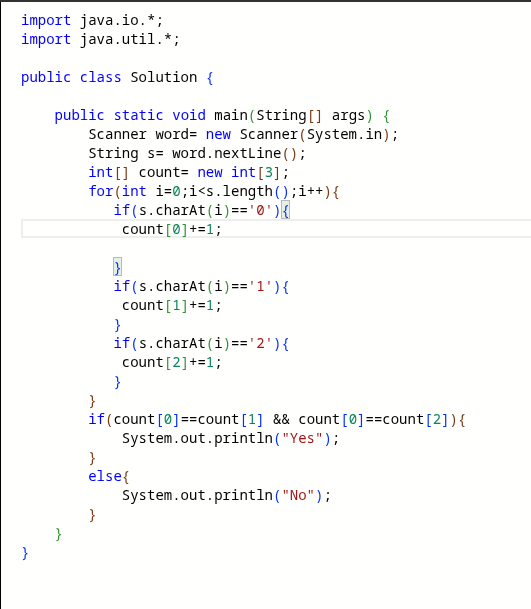 import java.io.*;
import java.util.*;

public class Solution {

    public static void main(String[] args) {
        Scanner word= new Scanner(System.in);
        String s= word.nextLine();
        int[] count= new int[3];
        for(int i=0;i<s.length();i++){
           if(s.charAt(i)=='0'){
            count[0]+=1;

           }
           if(s.charAt(i)=='1'){
            count[1]+=1;
           }
           if(s.charAt(i)=='2'){
            count[2]+=1;
           }
        }
        if(count[0]==count[1] && count[0]==count[2]){
            System.out.println("Yes");
        }
        else{
            System.out.println("No");
        }
    }
}